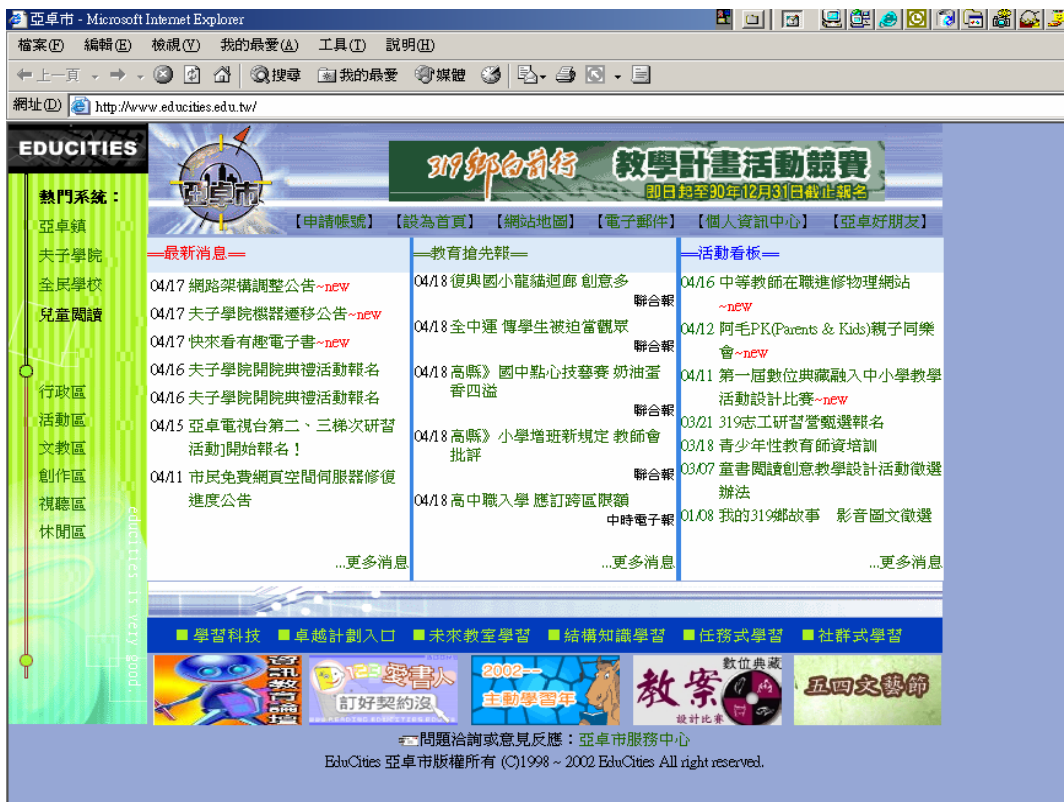 亞卓市 - Microsoft Internet Explorer
檔案(F) 編輯(E) 檢視(V) 我的最愛(A) 工具(T) 說明(H)
上一頁 搜尋 我的最愛 媒體
網址(D) http://www.educities.edu.tw/
EDUCITIES
熱門系統：
亞卓鎮
夫子學院
全民學校
兒童閱讀
行政區
活動區
文教區
創作區
視聽區
休閒區
educities is very good.
亞卓市
319鄉向前行 教學計畫活動競賽
即日起至90年12月31日截止報名
【申請帳號】 【設為首頁】 【網站地圖】 【電子郵件】 【個人資訊中心】 【亞卓好朋友】
═最新消息═
04/17 網路架構調整公告~new
04/17 夫子學院機器遷移公告~new
04/17 快來看有趣電子書~new
04/16 夫子學院開院典禮活動報名
04/16 夫子學院開院典禮活動報名
04/15 亞卓電視台第二、三梯次研習
活動]開始報名！
04/11 市民免費網頁空間伺服器修復
進度公告
...更多消息
═教育搶先報═
04/18 復興國小龍貓迴廊 創意多
聯合報
04/18 全中運 傳學生被迫當觀眾
聯合報
04/18 高縣》國中點心技藝賽 奶油蛋
香四溢
聯合報
04/18 高縣》小學增班新規定 教師會
批評
聯合報
04/18 高中職入學 應訂跨區限額
中時電子報
...更多消息
═活動看板═
04/16 中等教師在職進修物理網站
~new
04/12 阿毛PK(Parents & Kids)親子同樂
會~new
04/11 第一屆數位典藏融入中小學教學
活動設計比賽~new
03/21 319志工研習營甄選報名
03/18 青少年性教育師資培訓
03/07 童書閱讀創意教學設計活動徵選
辦法
01/08 我的319鄉故事 影音圖文徵選
...更多消息
■學習科技 ■卓越計劃入口 ■未來教室學習 ■結構知識學習 ■任務式學習 ■社群式學習
資訊教育論壇
123愛書人
訂好契約沒
2002--
主動學習年
數位典藏
教案
設計比賽
五四文藝節
問題洽詢或意見反應：亞卓市服務中心
EduCities 亞卓市版權所有 (C)1998 ~ 2002 EduCities All right reserved.